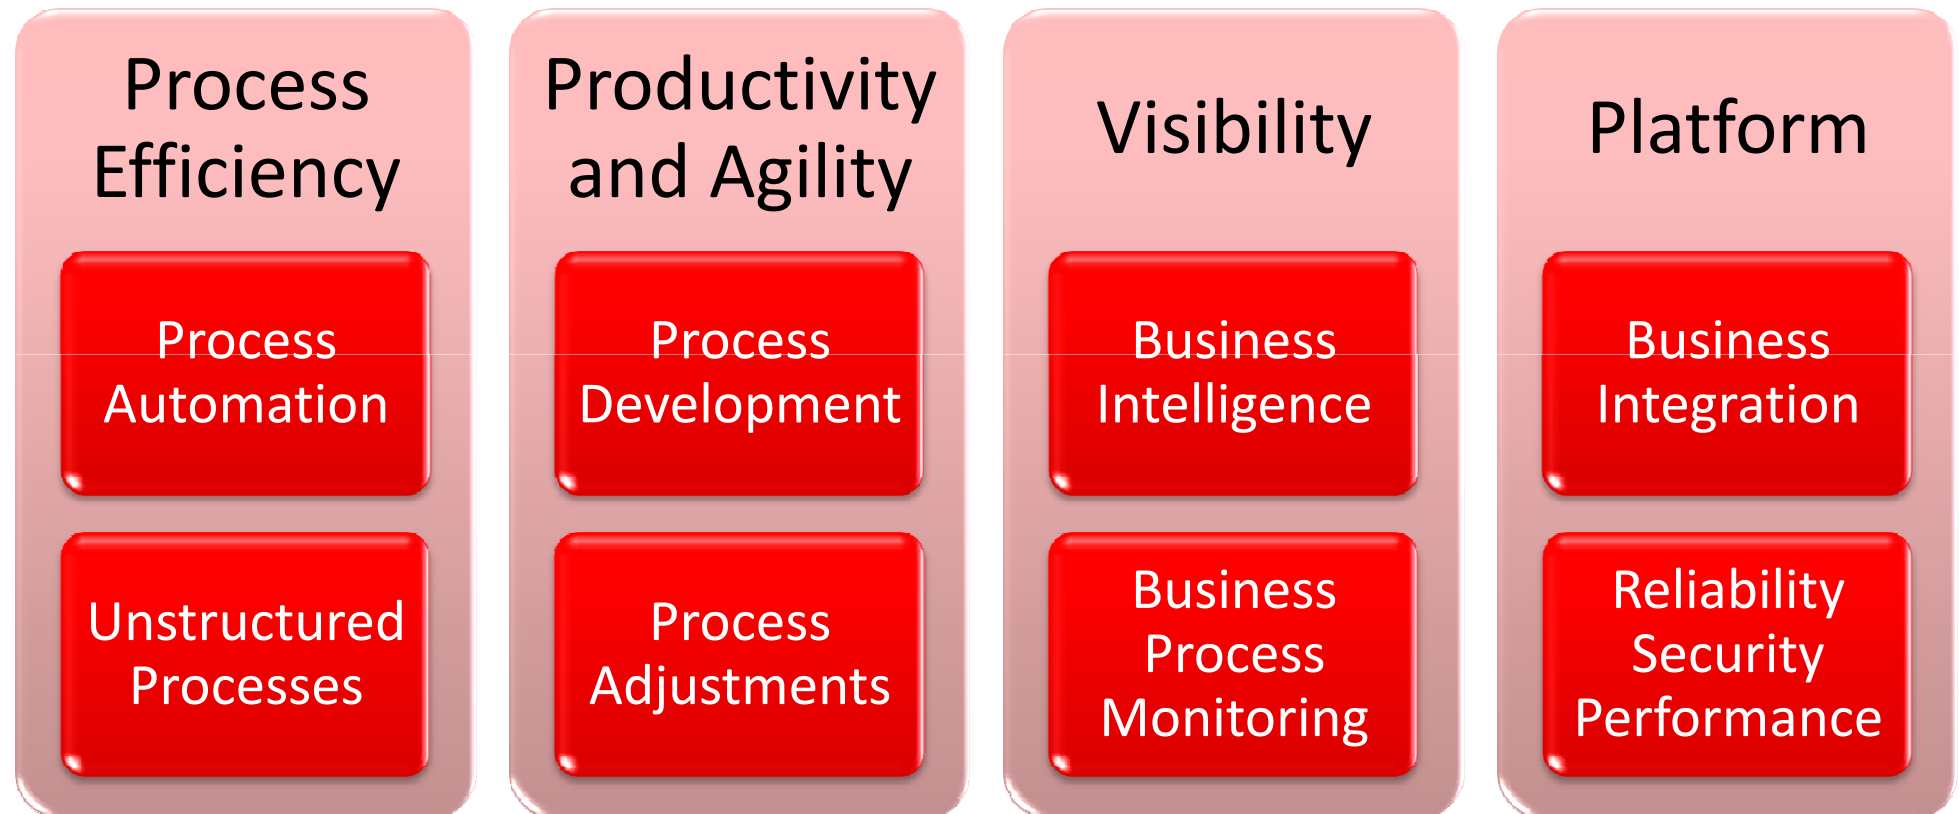 Process
Efficiency
Process
Automation
Unstructured
Processes
Productivity
and Agility
Process
Development
Process
Adjustments
Visibility
Business
Intelligence
Business
Process
Monitoring
Platform
Business
Integration
Reliability
Security
Performance